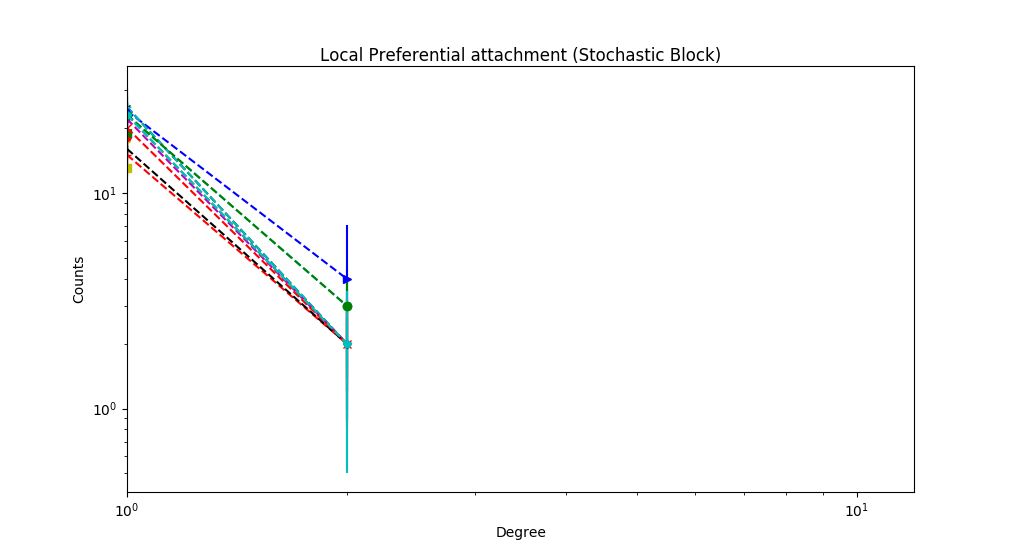 Local Preferential attachment (Stochastic Block)
10¹
Counts
10⁰
10⁰
10¹
Degree